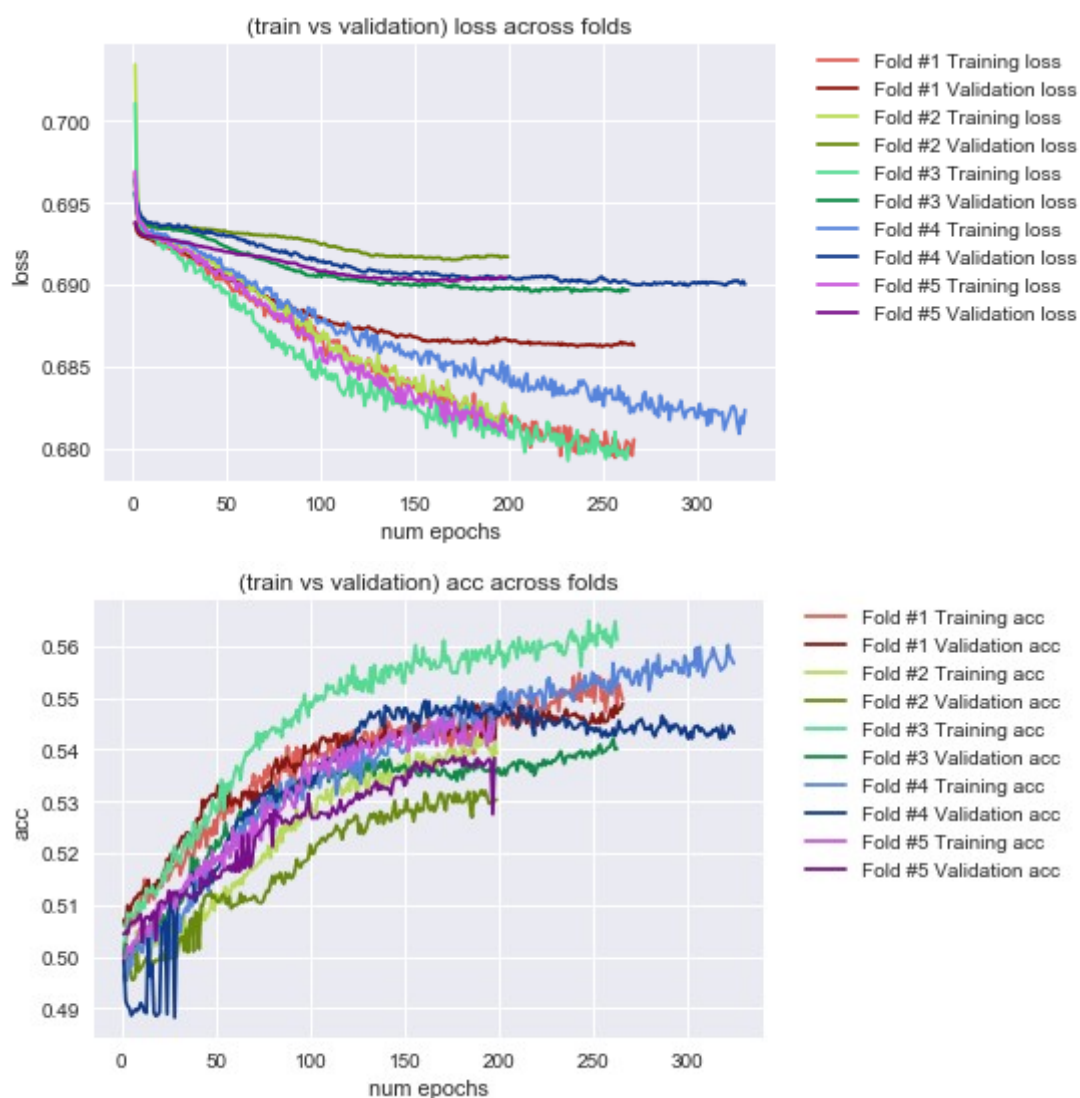 (train vs validation) loss across folds
0.700
0.695
0.690
0.685
0.680
loss
0 50 100 150 200 250 300
num epochs
Fold #1 Training loss
Fold #1 Validation loss
Fold #2 Training loss
Fold #2 Validation loss
Fold #3 Training loss
Fold #3 Validation loss
Fold #4 Training loss
Fold #4 Validation loss
Fold #5 Training loss
Fold #5 Validation loss
(train vs validation) acc across folds
0.56
0.55
0.54
0.53
0.52
0.51
0.50
0.49
acc
0 50 100 150 200 250 300
num epochs
Fold #1 Training acc
Fold #1 Validation acc
Fold #2 Training acc
Fold #2 Validation acc
Fold #3 Training acc
Fold #3 Validation acc
Fold #4 Training acc
Fold #4 Validation acc
Fold #5 Training acc
Fold #5 Validation acc